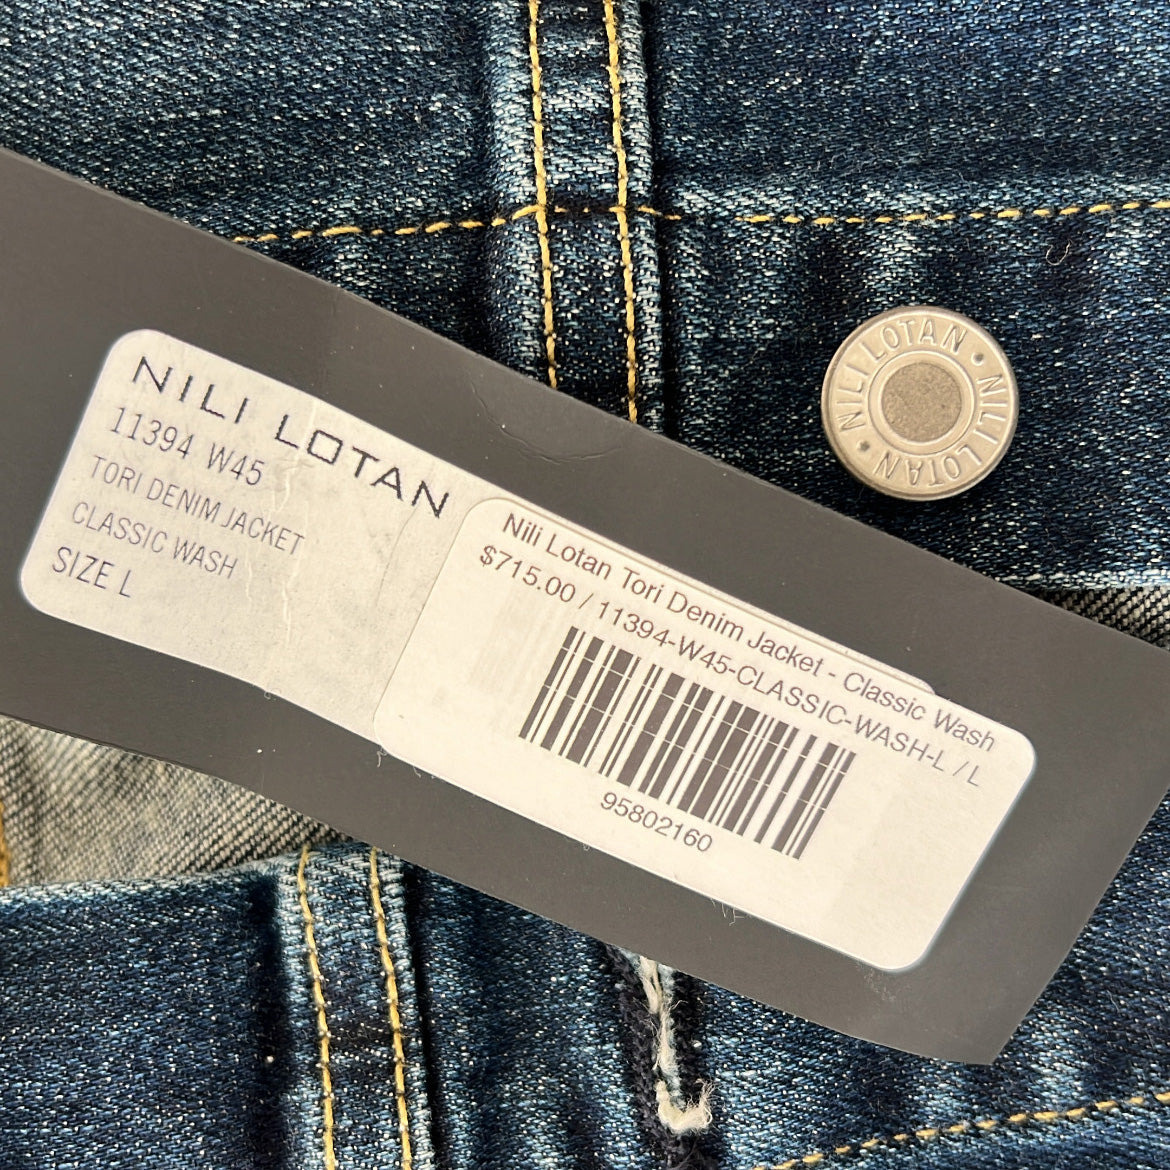 NILI LOTAN
11394 W45
TORI DENIM JACKET
CLASSIC WASH
SIZE L
Nili Lotan Tori Denim Jacket - Classic Wash
$715.00 / 11394-W45-CLASSIC-WASH-L / L
95802160
NILI LOTAN • NILI LOTAN •